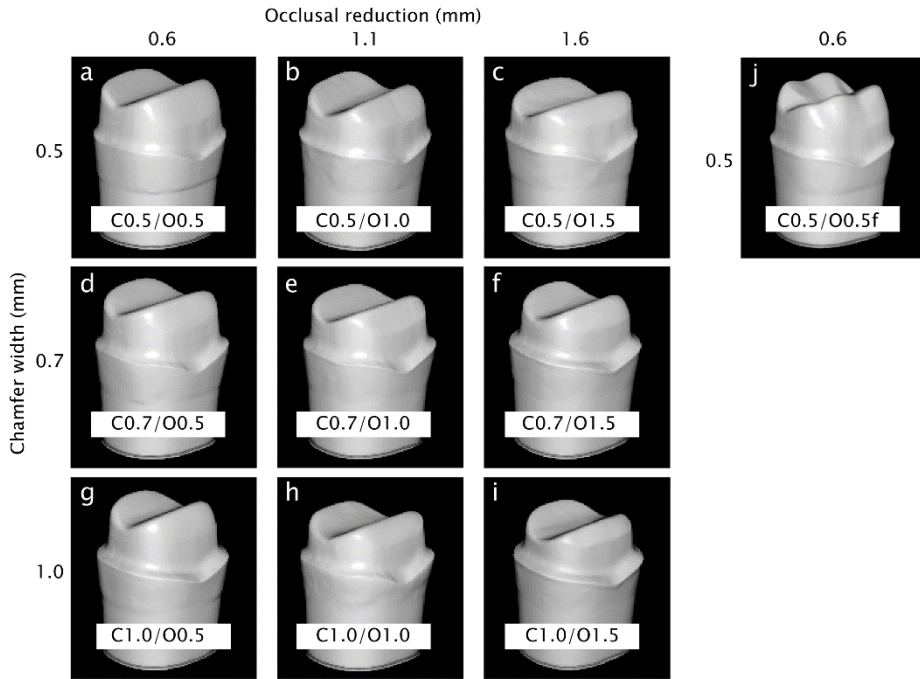 Occlusal reduction (mm)
0.6 1.1 1.6 0.6
a b c j
0.5 0.5
C0.5/O0.5 C0.5/O1.0 C0.5/O1.5 C0.5/O0.5f
d e f
Chamfer width (mm)
0.7
C0.7/O0.5 C0.7/O1.0 C0.7/O1.5
g h i
1.0
C1.0/O0.5 C1.0/O1.0 C1.0/O1.5